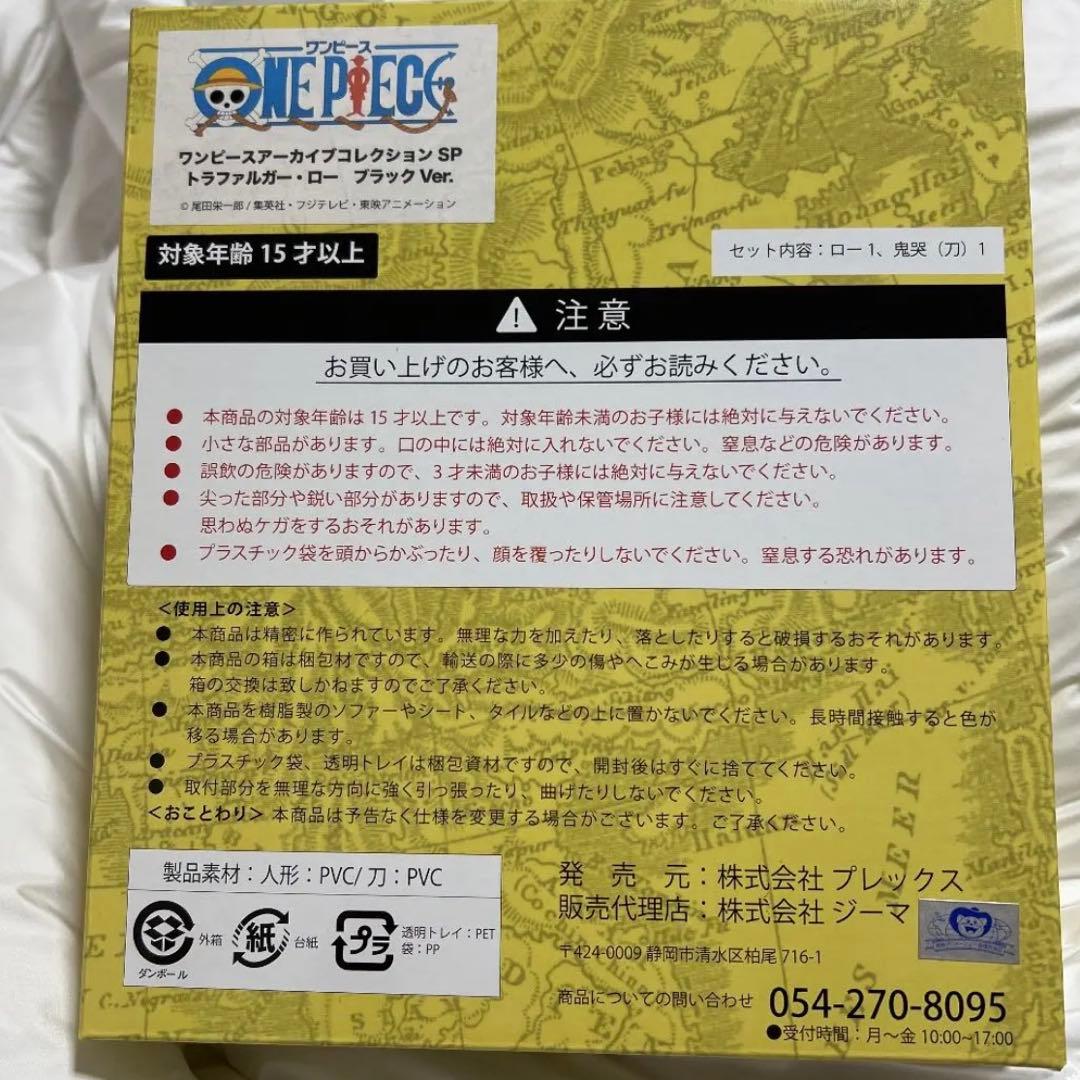 ワンピース
ONE PIECE
ワンピースアーカイブコレクション SP
トラファルガー・ロー ブラック Ver.
© 尾田栄一郎 / 集英社・フジテレビ・東映アニメーション
対象年齢 15 才以上
セット内容：ロー 1、鬼哭（刀）1
注意
お買い上げのお客様へ、必ずお読みください。
● 本商品の対象年齢は 15 才以上です。対象年齢未満のお子様には絶対に与えないでください。
● 小さな部品があります。口の中には絶対に入れないでください。窒息などの危険があります。
● 誤飲の危険がありますので、3 才未満のお子様には絶対に与えないでください。
● 尖った部分や鋭い部分がありますので、取扱や保管場所に注意してください。
思わぬケガをするおそれがあります。
● プラスチック袋を頭からかぶったり、顔を覆ったりしないでください。窒息する恐れがあります。
＜使用上の注意＞
● 本商品は精密に作られています。無理な力を加えたり、落としたりすると破損するおそれがあります。
● 本商品の箱は梱包材ですので、輸送の際に多少の傷やへこみが生じる場合があります。
箱の交換は致しかねますのでご了承ください。
● 本商品を樹脂製のソファーやシート、タイルなどの上に置かないでください。長時間接触すると色が
移る場合があります。
● プラスチック袋、透明トレイは梱包資材ですので、開封後はすぐに捨ててください。
● 取付部分を無理な方向に強く引っ張ったり、曲げたりしないでください。
＜おことわり＞ 本商品は予告なく仕様を変更する場合がございます。ご了承ください。
製品素材：人形：PVC/ 刀：PVC
外箱
ダンボール
紙
台紙
プラ
透明トレイ：PET
袋：PP
発売元：株式会社 プレックス
販売代理店：株式会社 ジーマ
〒424-0009 静岡市清水区柏尾 716-1
商品についての問い合わせ 054-270-8095
●受付時間：月〜金 10:00~17:00
Jehol
Peking
Korea
Thaiyuan-fu
Tsinan-fu
Hoang Hai